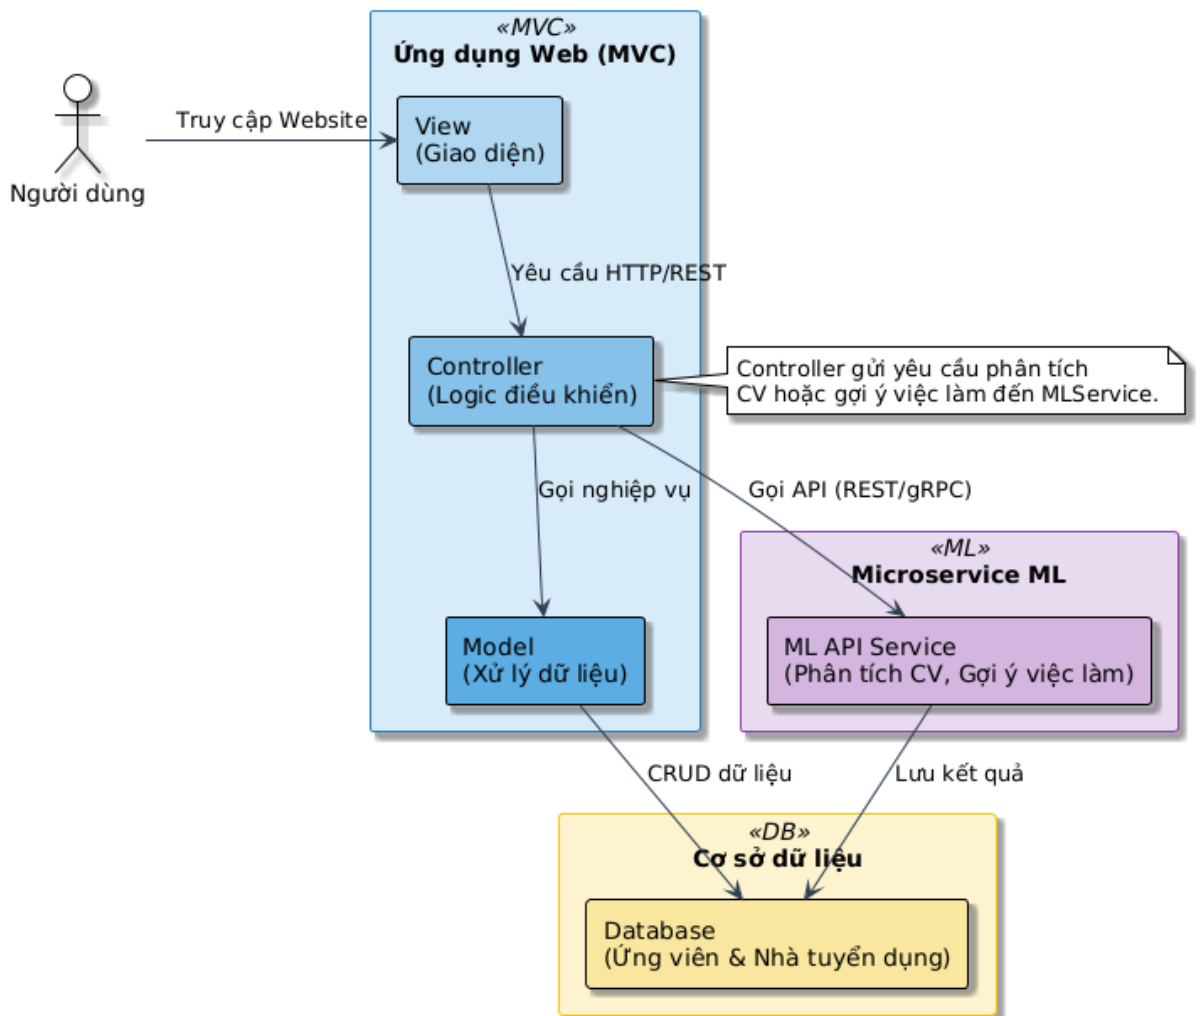 «MVC»
Ứng dụng Web (MVC)
View
(Giao diện)
Truy cập Website
Người dùng
Yêu cầu HTTP/REST
Controller
(Logic điều khiển)
Controller gửi yêu cầu phân tích
CV hoặc gợi ý việc làm đến MLService.
Gọi nghiệp vụ
Gọi API (REST/gRPC)
«ML»
Microservice ML
Model
(Xử lý dữ liệu)
ML API Service
(Phân tích CV, Gợi ý việc làm)
CRUD dữ liệu
Lưu kết quả
«DB»
Cơ sở dữ liệu
Database
(Ứng viên & Nhà tuyển dụng)